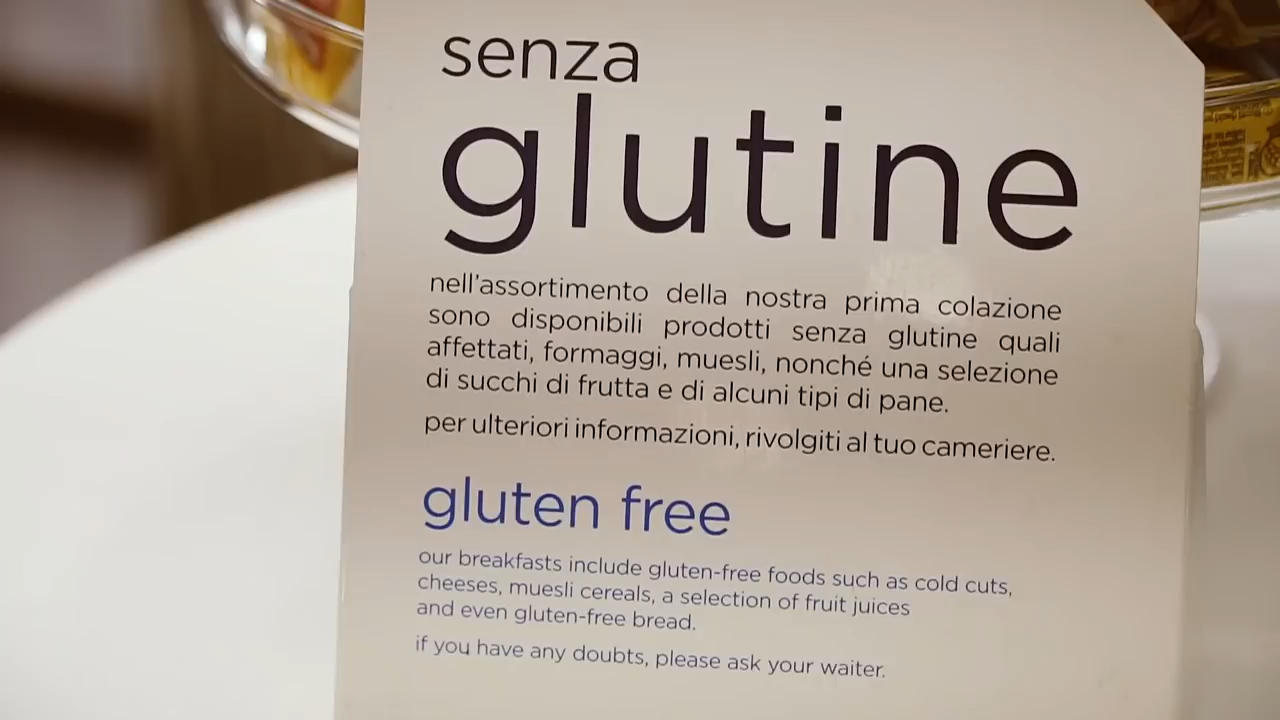 senza
glutine
nell'assortimento della nostra prima colazione
sono disponibili prodotti senza glutine quali
affettati, formaggi, muesli, nonché una selezione
di succhi di frutta e di alcuni tipi di pane.
per ulteriori informazioni, rivolgiti al tuo cameriere.
gluten free
our breakfasts include gluten-free foods such as cold cuts,
cheeses, muesli cereals, a selection of fruit juices
and even gluten-free bread.
if you have any doubts, please ask your waiter.